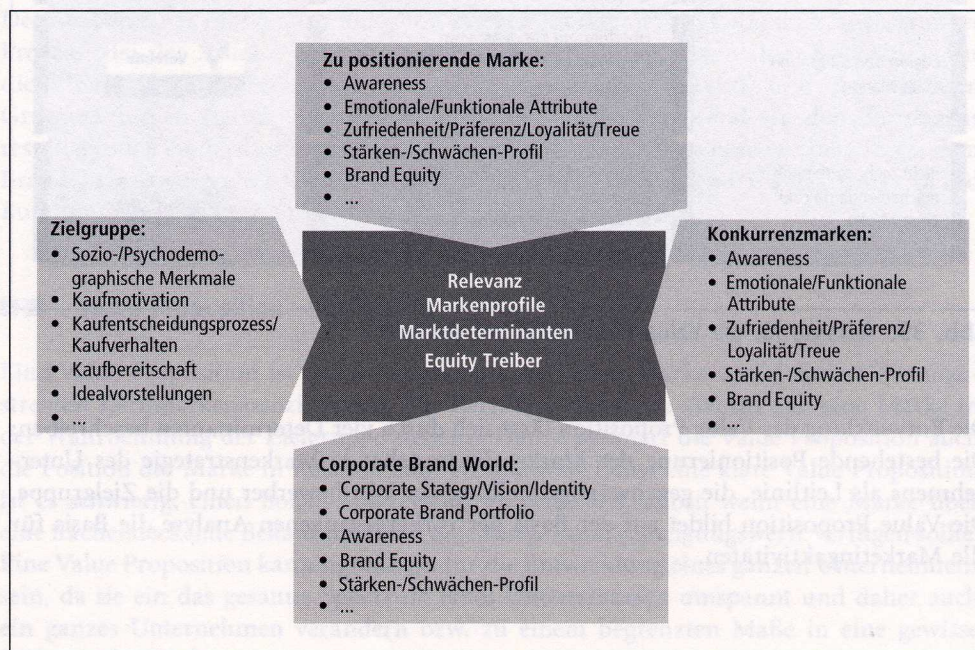 Zu positionierende Marke:
• Awareness
• Emotionale/Funktionale Attribute
• Zufriedenheit/Präferenz/Loyalität/Treue
• Stärken-/Schwächen-Profil
• Brand Equity
• ...
Zielgruppe:
• Sozio-/Psychodemo-
graphische Merkmale
• Kaufmotivation
• Kaufentscheidungsprozess/
Kaufverhalten
• Kaufbereitschaft
• Idealvorstellungen
• ...
Relevanz
Markenprofile
Marktdeterminanten
Equity Treiber
Konkurrenzmarken:
• Awareness
• Emotionale/Funktionale
Attribute
• Zufriedenheit/Präferenz/
Loyalität/Treue
• Stärken-/Schwächen-Profil
• Brand Equity
• ...
Corporate Brand World:
• Corporate Stategy/Vision/Identity
• Corporate Brand Portfolio
• Awareness
• Brand Equity
• Stärken-/Schwächen-Profil
• ...